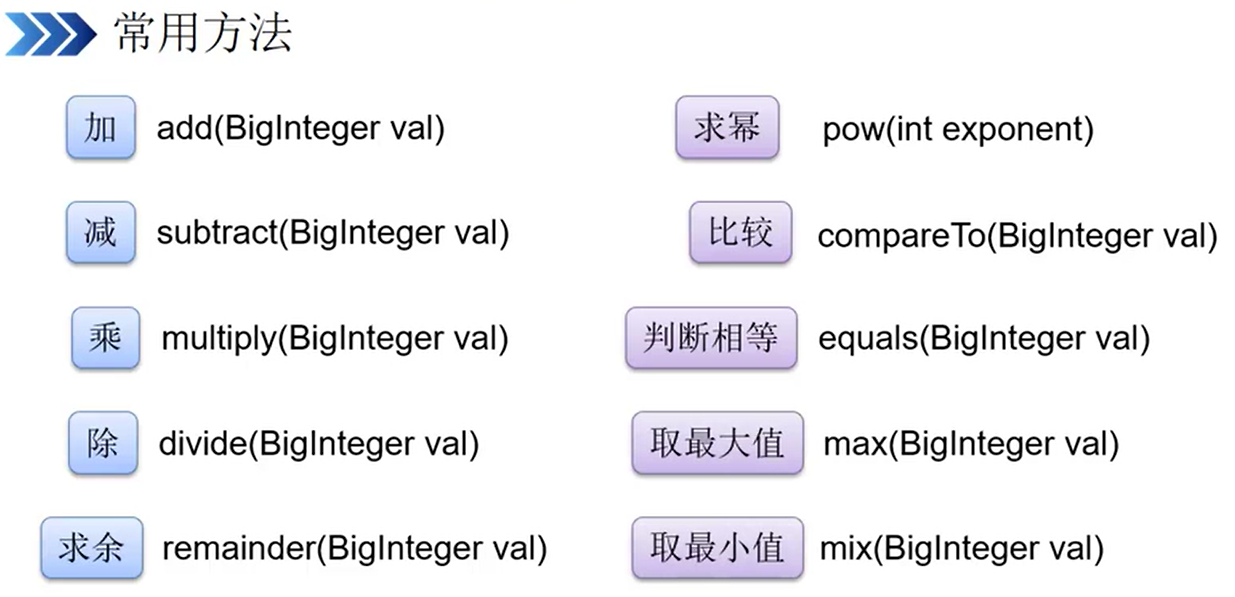 常用方法
加 add(BigInteger val)
减 subtract(BigInteger val)
乘 multiply(BigInteger val)
除 divide(BigInteger val)
求余 remainder(BigInteger val)
求幂 pow(int exponent)
比较 compareTo(BigInteger val)
判断相等 equals(BigInteger val)
取最大值 max(BigInteger val)
取最小值 mix(BigInteger val)